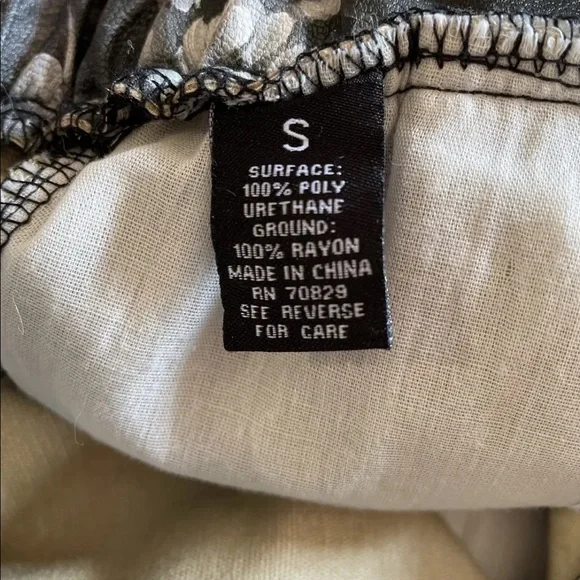 S
SURFACE:
100% POLY
URETHANE
GROUND:
100% RAYON
MADE IN CHINA
RN 70829
SEE REVERSE
FOR CARE